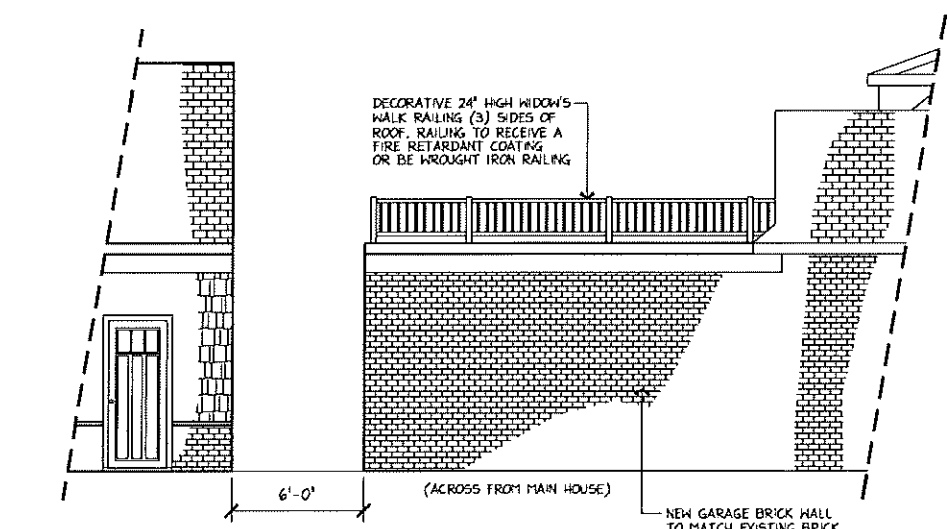 DECORATIVE 24" HIGH WIDOW'S
WALK RAILING (3) SIDES OF
ROOF. RAILING TO RECEIVE A
FIRE RETARDANT COATING
OR BE WROUGHT IRON RAILING
6'-0"
(ACROSS FROM MAIN HOUSE)
NEW GARAGE BRICK WALL
TO MATCH EXISTING BRICK